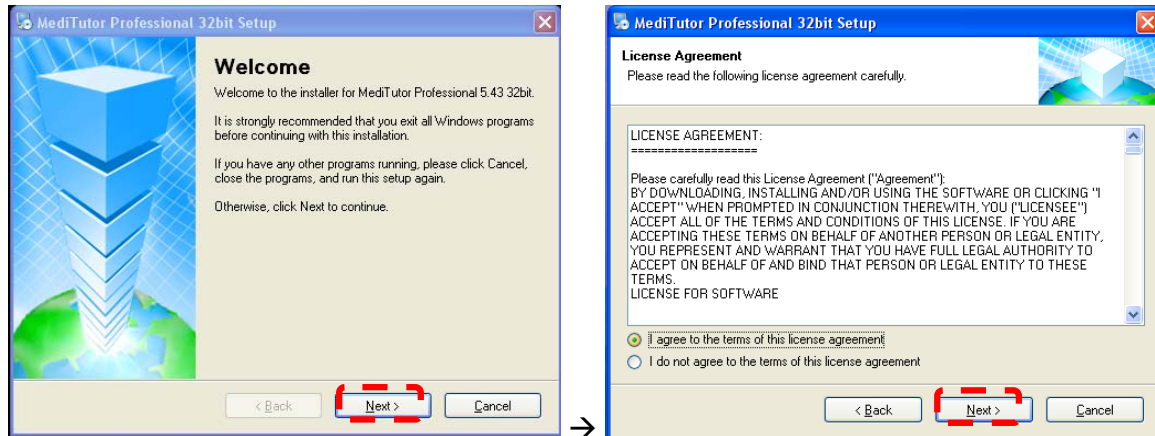 MediTutor Professional 32bit Setup
Welcome
Welcome to the installer for MediTutor Professional 5.43 32bit.
It is strongly recommended that you exit all Windows programs
before continuing with this installation.
If you have any other programs running, please click Cancel,
close the programs, and run this setup again.
Otherwise, click Next to continue.
< Back
Next >
Cancel
→
MediTutor Professional 32bit Setup
License Agreement
Please read the following license agreement carefully.
LICENSE AGREEMENT:
===================
Please carefully read this License Agreement ("Agreement"):
BY DOWNLOADING, INSTALLING AND/OR USING THE SOFTWARE OR CLICKING "I
ACCEPT" WHEN PROMPTED IN CONJUNCTION THEREWITH, YOU ("LICENSEE")
ACCEPT ALL OF THE TERMS AND CONDITIONS OF THIS LICENSE. IF YOU ARE
ACCEPTING THESE TERMS ON BEHALF OF ANOTHER PERSON OR LEGAL ENTITY,
YOU REPRESENT AND WARRANT THAT YOU HAVE FULL LEGAL AUTHORITY TO
ACCEPT ON BEHALF OF AND BIND THAT PERSON OR LEGAL ENTITY TO THESE
TERMS.
LICENSE FOR SOFTWARE
I agree to the terms of this license agreement
I do not agree to the terms of this license agreement
< Back
Next >
Cancel